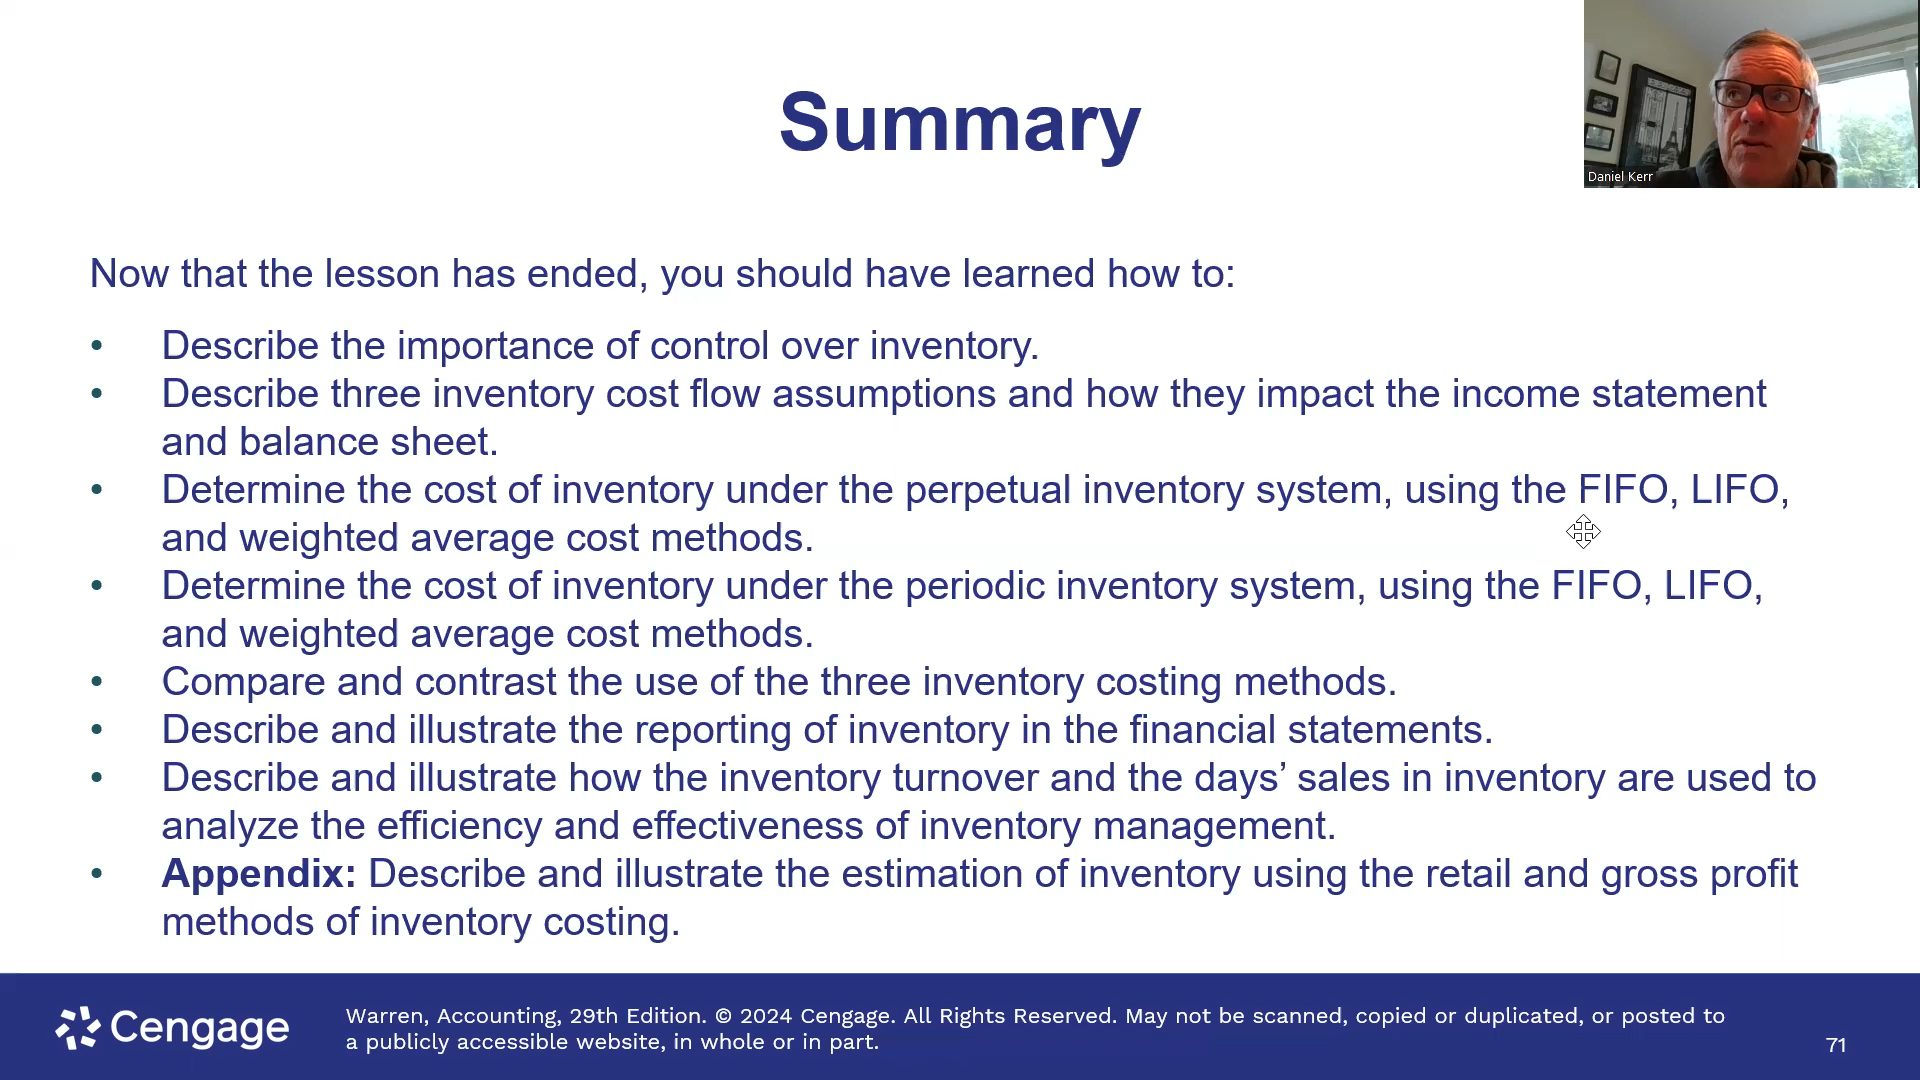 Summary
Daniel Kerr
Now that the lesson has ended, you should have learned how to:
• Describe the importance of control over inventory.
• Describe three inventory cost flow assumptions and how they impact the income statement
and balance sheet.
• Determine the cost of inventory under the perpetual inventory system, using the FIFO, LIFO,
and weighted average cost methods.
• Determine the cost of inventory under the periodic inventory system, using the FIFO, LIFO,
and weighted average cost methods.
• Compare and contrast the use of the three inventory costing methods.
• Describe and illustrate the reporting of inventory in the financial statements.
• Describe and illustrate how the inventory turnover and the days’ sales in inventory are used to
analyze the efficiency and effectiveness of inventory management.
• Appendix: Describe and illustrate the estimation of inventory using the retail and gross profit
methods of inventory costing.
Cengage
Warren, Accounting, 29th Edition. © 2024 Cengage. All Rights Reserved. May not be scanned, copied or duplicated, or posted to
a publicly accessible website, in whole or in part.
71